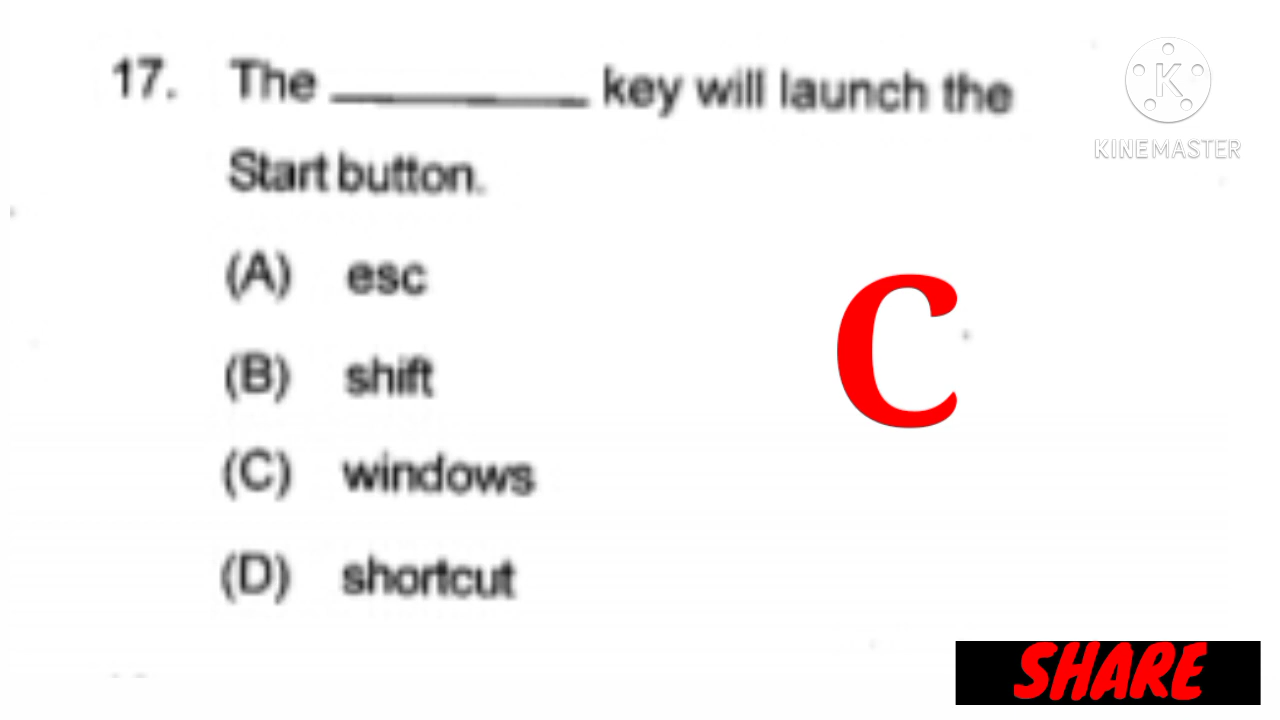 17. The ________ key will launch the
Start button.
(A) esc
(B) shift
(C) windows
(D) shortcut
C
K
KINEMASTER
SHARE